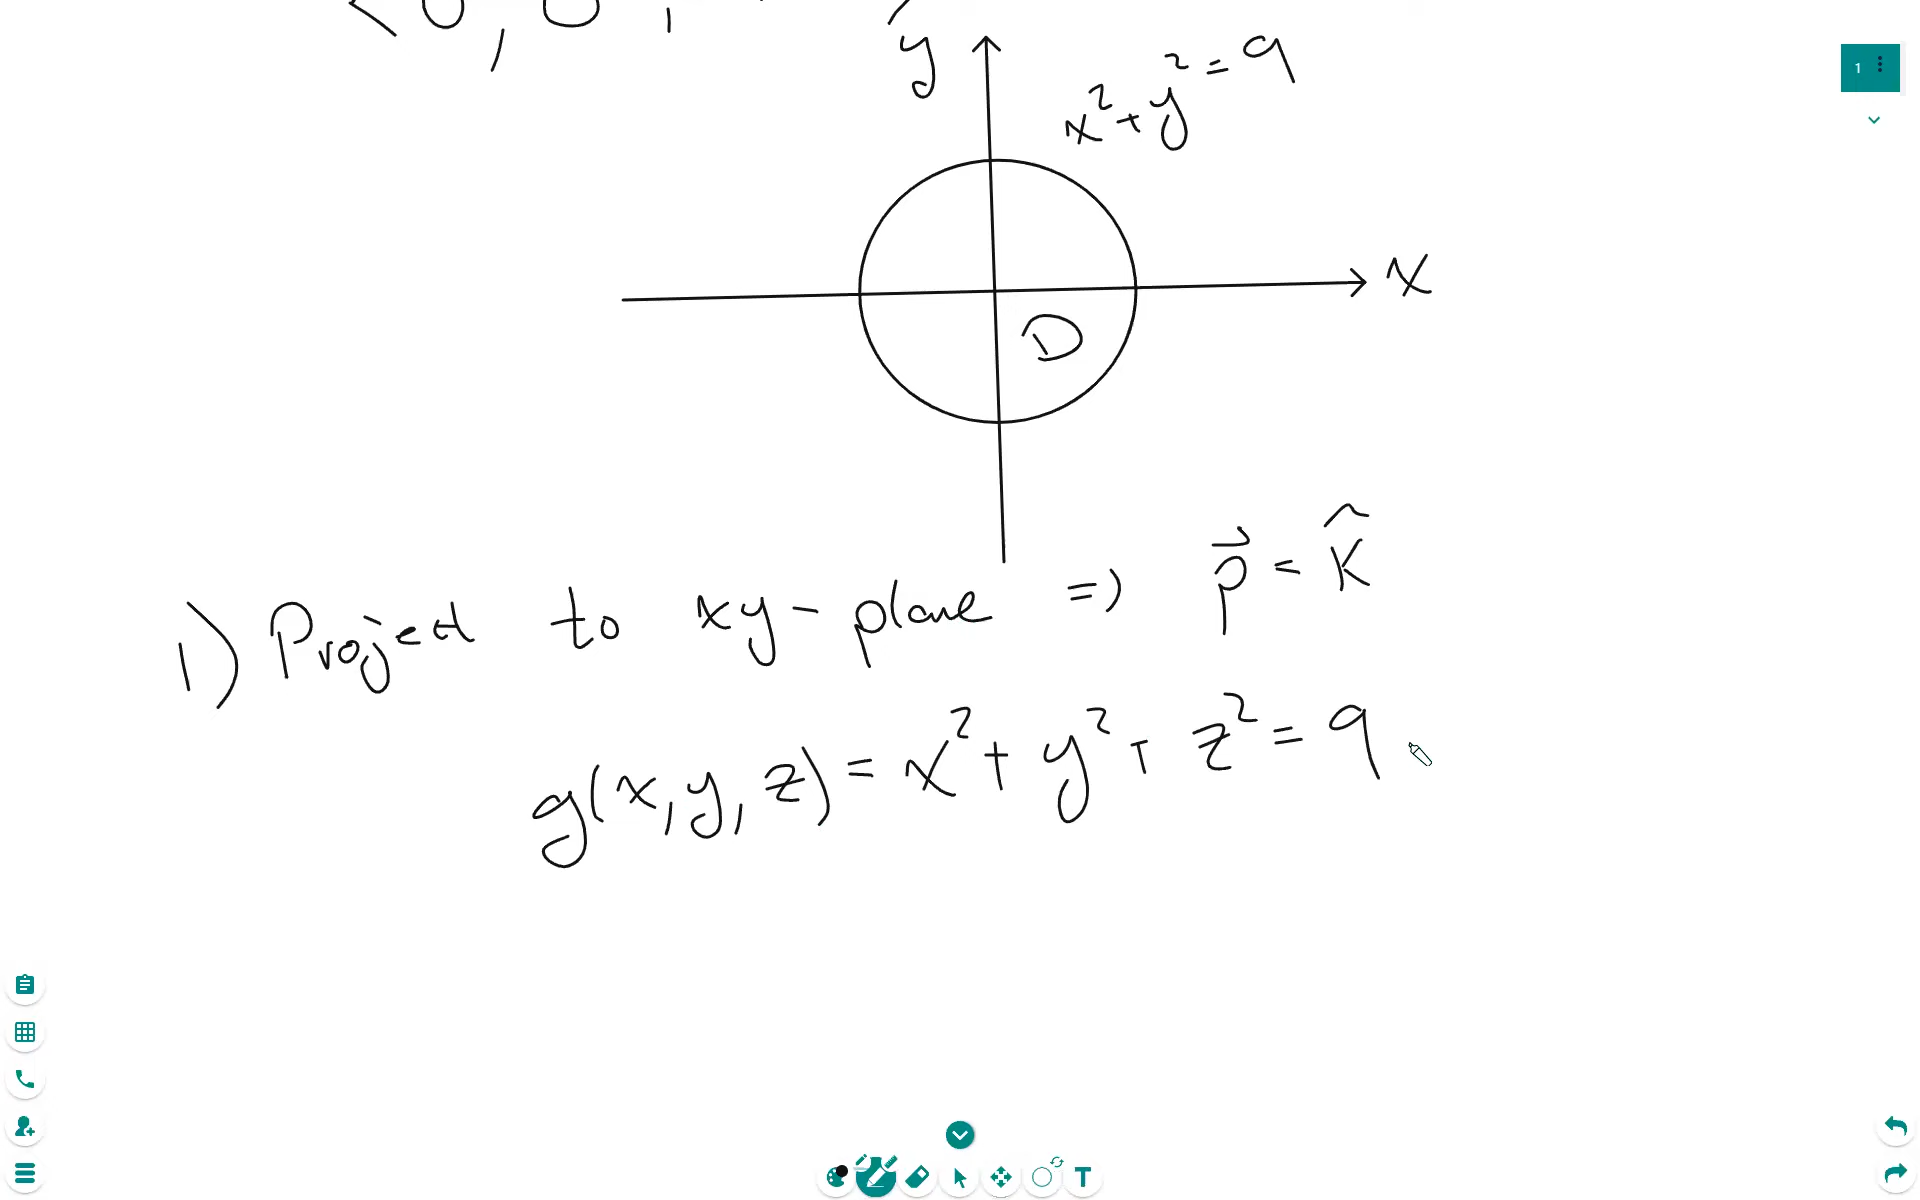 y
x² + y² = 9
x
D
1) Project to xy-plane => p⃗ = k̂
g(x, y, z) = x² + y² + z² = 9
1
T